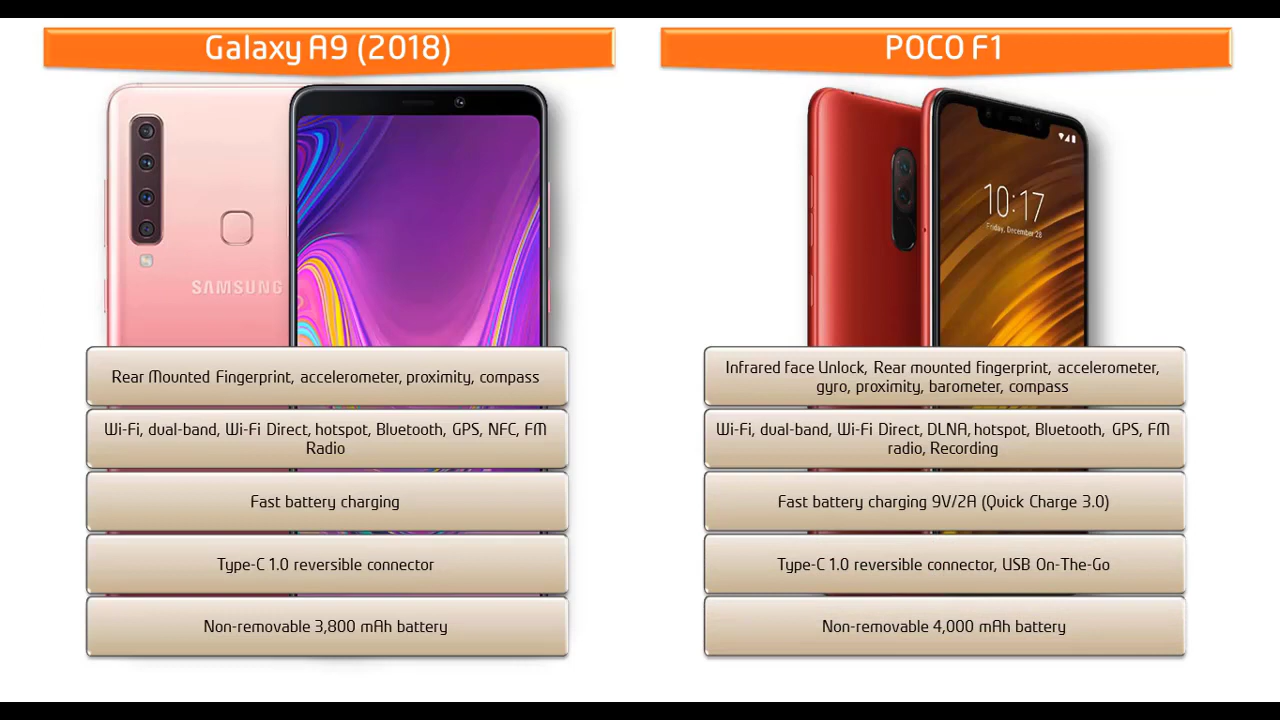 Galaxy A9 (2018)
SAMSUNG
Rear Mounted Fingerprint, accelerometer, proximity, compass
Wi-Fi, dual-band, Wi-Fi Direct, hotspot, Bluetooth, GPS, NFC, FM
Radio
Fast battery charging
Type-C 1.0 reversible connector
Non-removable 3,800 mAh battery
POCO F1
10:17
Friday, December 28
Infrared face Unlock, Rear mounted fingerprint, accelerometer,
gyro, proximity, barometer, compass
Wi-Fi, dual-band, Wi-Fi Direct, DLNA, hotspot, Bluetooth, GPS, FM
radio, Recording
Fast battery charging 9V/2A (Quick Charge 3.0)
Type-C 1.0 reversible connector, USB On-The-Go
Non-removable 4,000 mAh battery